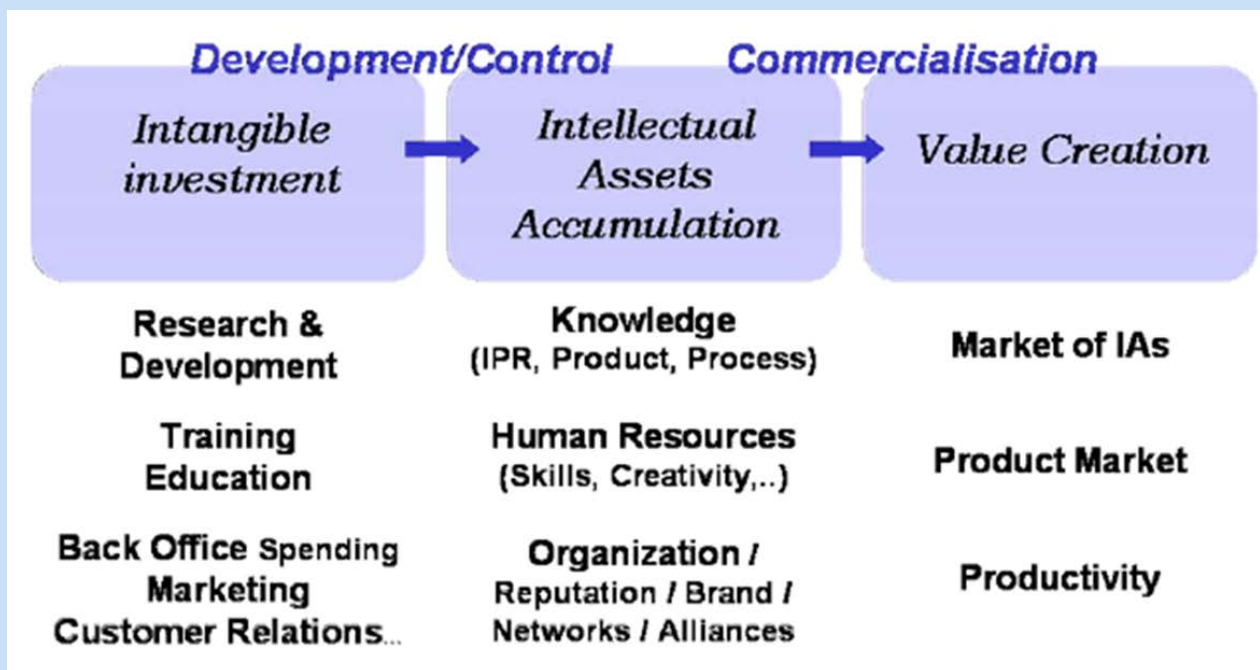 Development/Control
Commercialisation
Intangible
investment
Intellectual
Assets
Accumulation
Value Creation
Research &
Development
Training
Education
Back Office Spending
Marketing
Customer Relations...
Knowledge
(IPR, Product, Process)
Human Resources
(Skills, Creativity,..)
Organization /
Reputation / Brand /
Networks / Alliances
Market of IAs
Product Market
Productivity